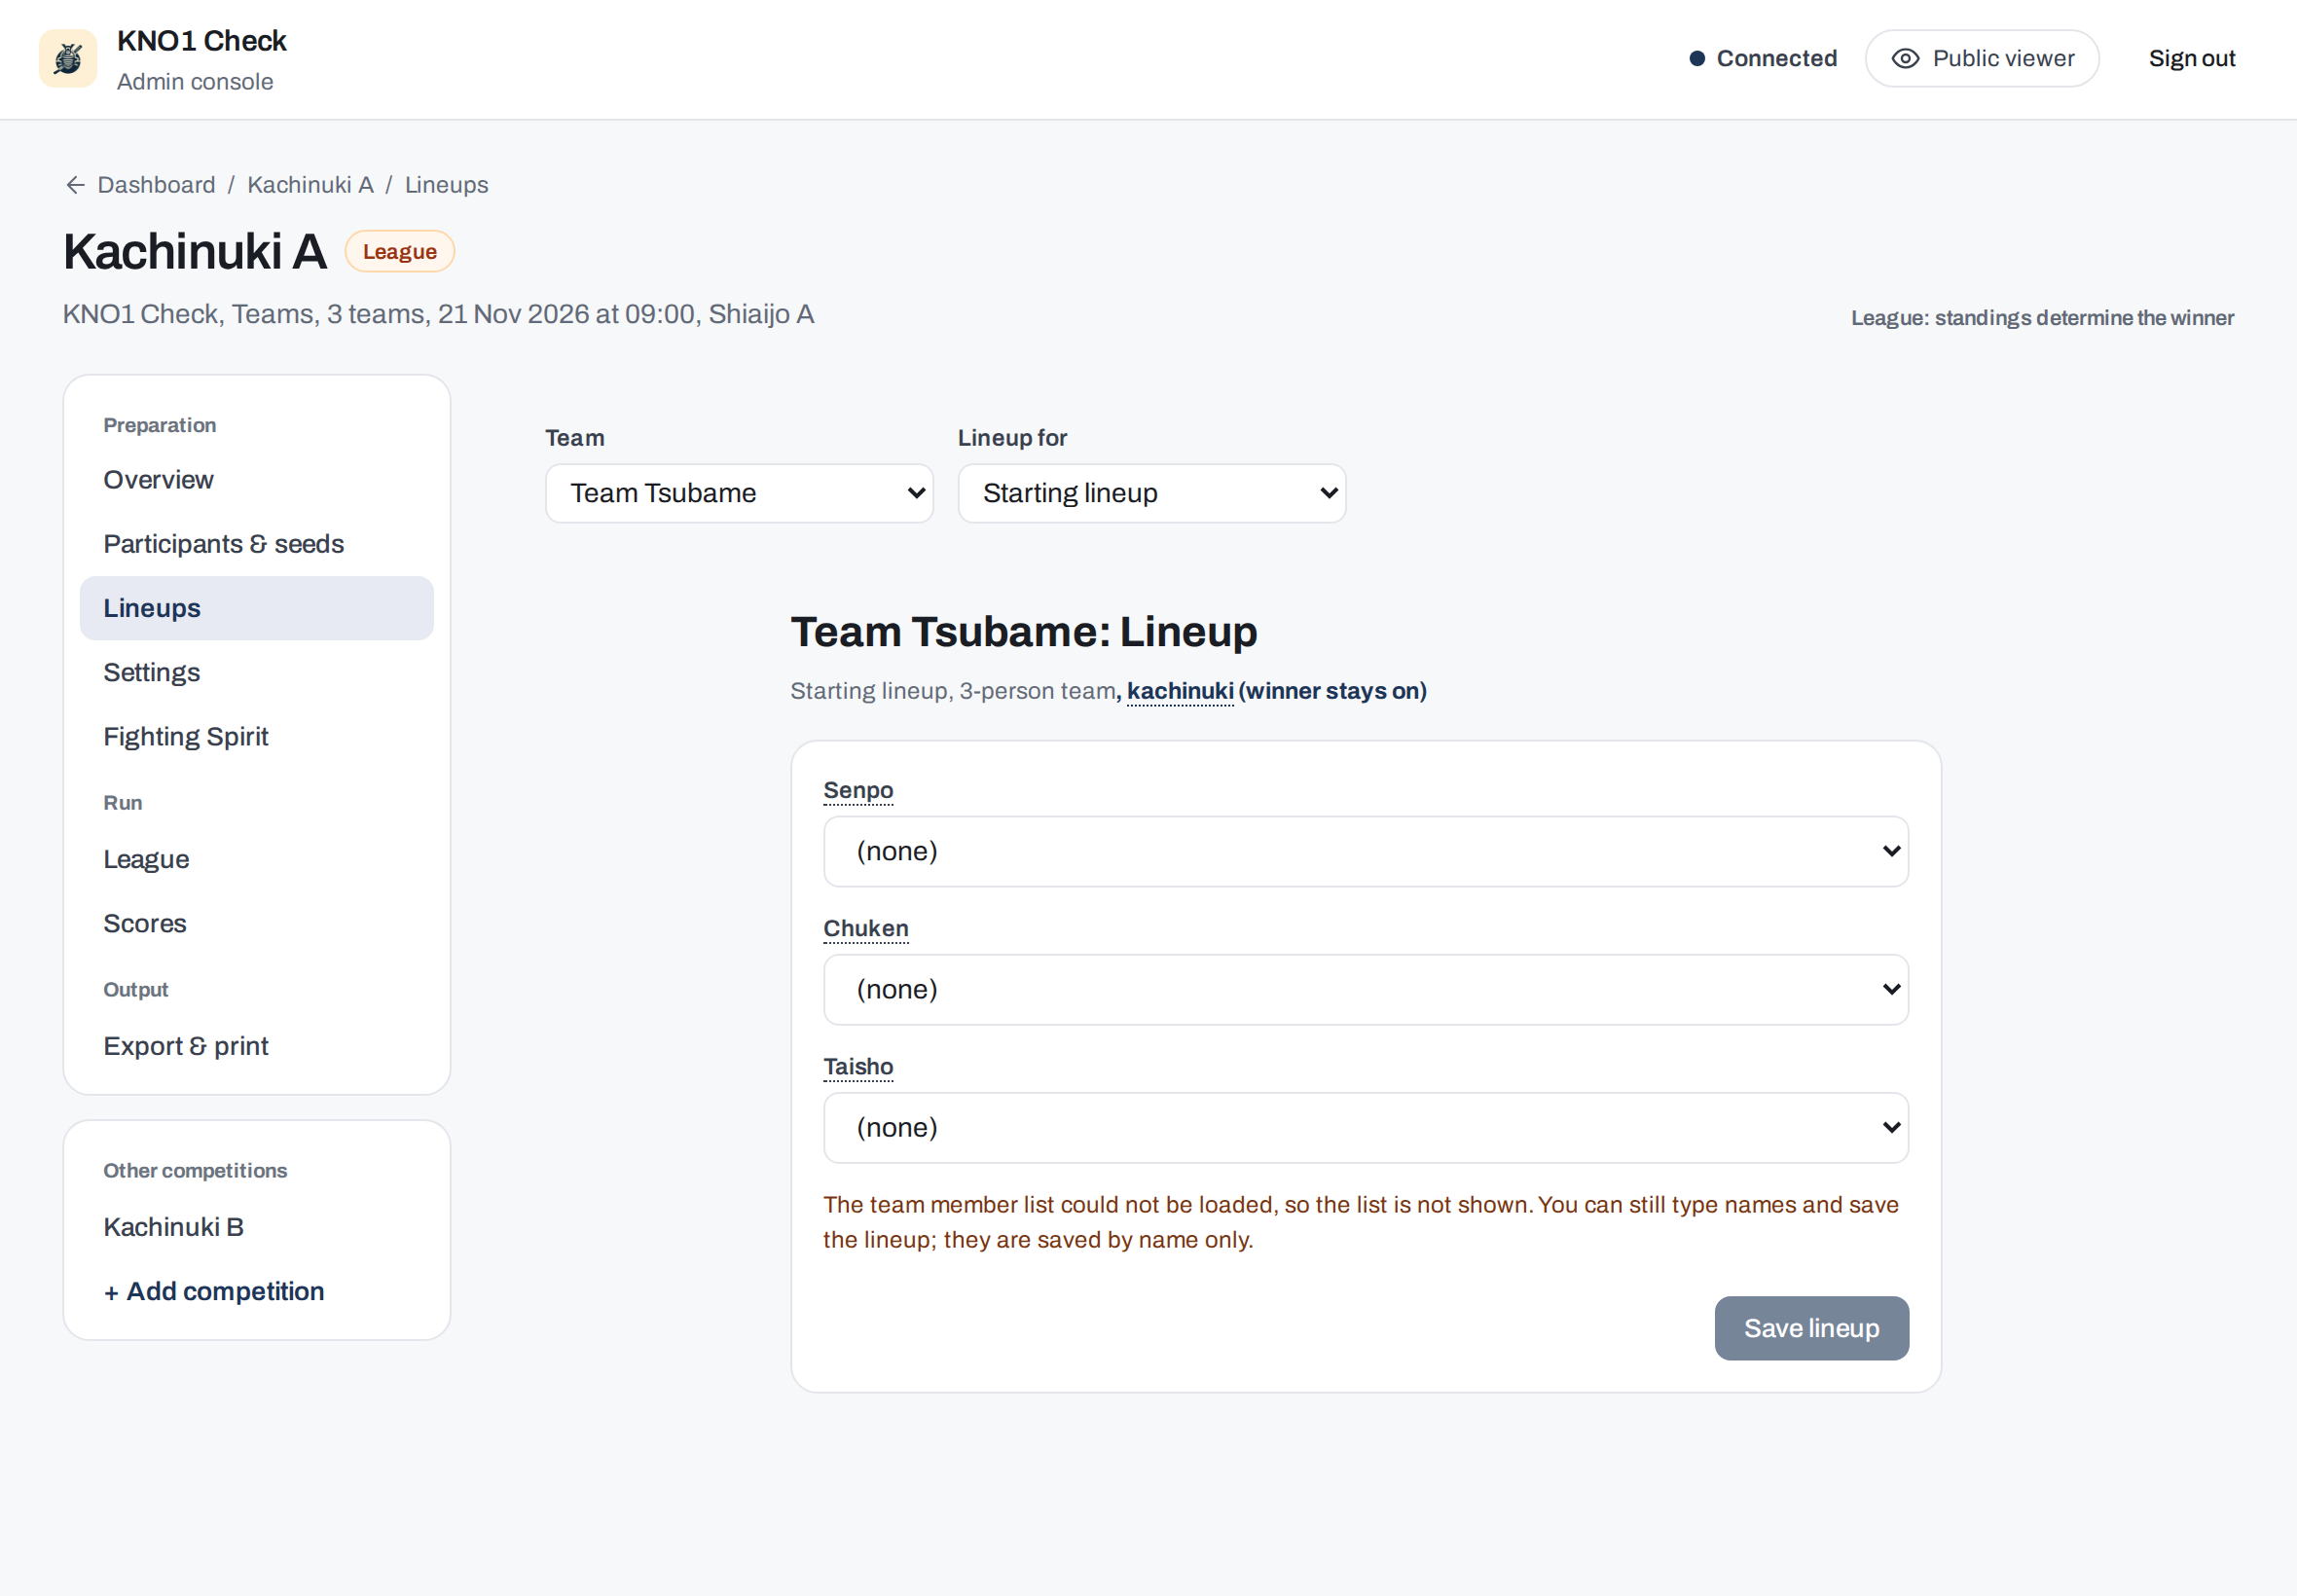 KNO1 Check
Admin console
Connected
Public viewer
Sign out
← Dashboard / Kachinuki A / Lineups
Kachinuki A
League
KNO1 Check, Teams, 3 teams, 21 Nov 2026 at 09:00, Shiaijo A
League: standings determine the winner
Preparation
Overview
Participants & seeds
Lineups
Settings
Fighting Spirit
Run
League
Scores
Output
Export & print
Other competitions
Kachinuki B
+ Add competition
Team
Team Tsubame
Lineup for
Starting lineup
Team Tsubame: Lineup
Starting lineup, 3-person team, kachinuki (winner stays on)
Senpo
(none)
Chuken
(none)
Taisho
(none)
The team member list could not be loaded, so the list is not shown. You can still type names and save
the lineup; they are saved by name only.
Save lineup